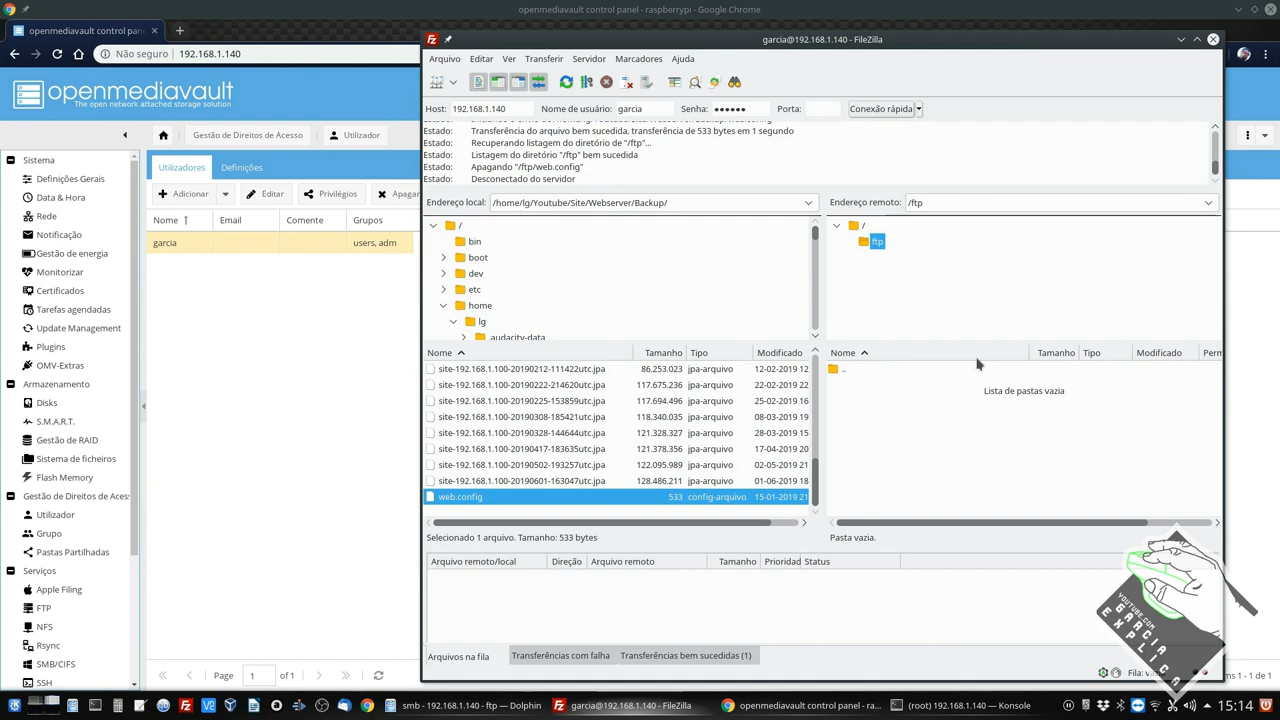 openmediavault control panel - raspberrypi - Google Chrome
openmediavault control pan
Não seguro
192.168.1.140
openmediavault
The open network attached storage solution
Gestão de Direitos de Acesso
Utilizador
Sistema
Definições Gerais
Data & Hora
Rede
Notificação
Gestão de energia
Monitorizar
Certificados
Tarefas agendadas
Update Management
Plugins
OMV-Extras
Armazenamento
Disks
S.M.A.R.T.
Gestão de RAID
Sistema de ficheiros
Flash Memory
Gestão de Direitos de Aces
Utilizador
Grupo
Pastas Partilhadas
Serviços
Apple Filing
FTP
NFS
Rsync
SMB/CIFS
SSH
Utilizadores
Definições
Adicionar
Editar
Privilégios
Apagar
Nome
Email
Comente
Grupos
garcia
users, adm
Page
1
of 1
garcia@192.168.1.140 - FileZilla
Arquivo Editar Ver Transferir Servidor Marcadores Ajuda
Host: 192.168.1.140 Nome de usuário: garcia Senha: ●●●●●● Porta: Conexão rápida
Estado: Transferência do arquivo bem sucedida, transferência de 533 bytes em 1 segundo
Estado: Recuperando listagem do diretório de "/ftp"...
Estado: Listagem do diretório "/ftp" bem sucedida
Estado: Apagando "/ftp/web.config"
Estado: Desconectado do servidor
Endereço local: /home/lg/Youtube/Site/Webserver/Backup/
/
bin
boot
dev
etc
home
lg
.audacity-data
Endereço remoto: /ftp
/
ftp
Nome Tamanho Tipo Modificado
site-192.168.1.100-20190212-111422utc.jpa 86.253.023 jpa-arquivo 12-02-2019 12
site-192.168.1.100-20190222-214620utc.jpa 117.675.236 jpa-arquivo 22-02-2019 22
site-192.168.1.100-20190225-153859utc.jpa 117.694.496 jpa-arquivo 25-02-2019 16
site-192.168.1.100-20190308-185421utc.jpa 118.340.035 jpa-arquivo 08-03-2019 19
site-192.168.1.100-20190328-144644utc.jpa 121.328.327 jpa-arquivo 28-03-2019 15
site-192.168.1.100-20190417-183635utc.jpa 121.378.356 jpa-arquivo 17-04-2019 20
site-192.168.1.100-20190502-193257utc.jpa 122.095.989 jpa-arquivo 02-05-2019 21
site-192.168.1.100-20190601-163047utc.jpa 128.486.211 jpa-arquivo 01-06-2019 18
web.config 533 config-arquivo 15-01-2019 21
Selecionado 1 arquivo. Tamanho: 533 bytes
Nome Tamanho Tipo Modificado Perm
..
Lista de pastas vazia
Pasta vazia.
Arquivo remoto/local Direção Arquivo remoto Tamanho Prioridad Status
Arquivos na fila
Transferências com falha
Transferências bem sucedidas (1)
Fila:
ms 1 - 1 de 1
YOUTUBE.COM
EGARCIA
EXPLICA
smb - 192.168.1.140 - ftp — Dolphin
garcia@192.168.1.140 - FileZilla
openmediavault control panel - ra...
(root) 192.168.1.140 — Konsole
15:14